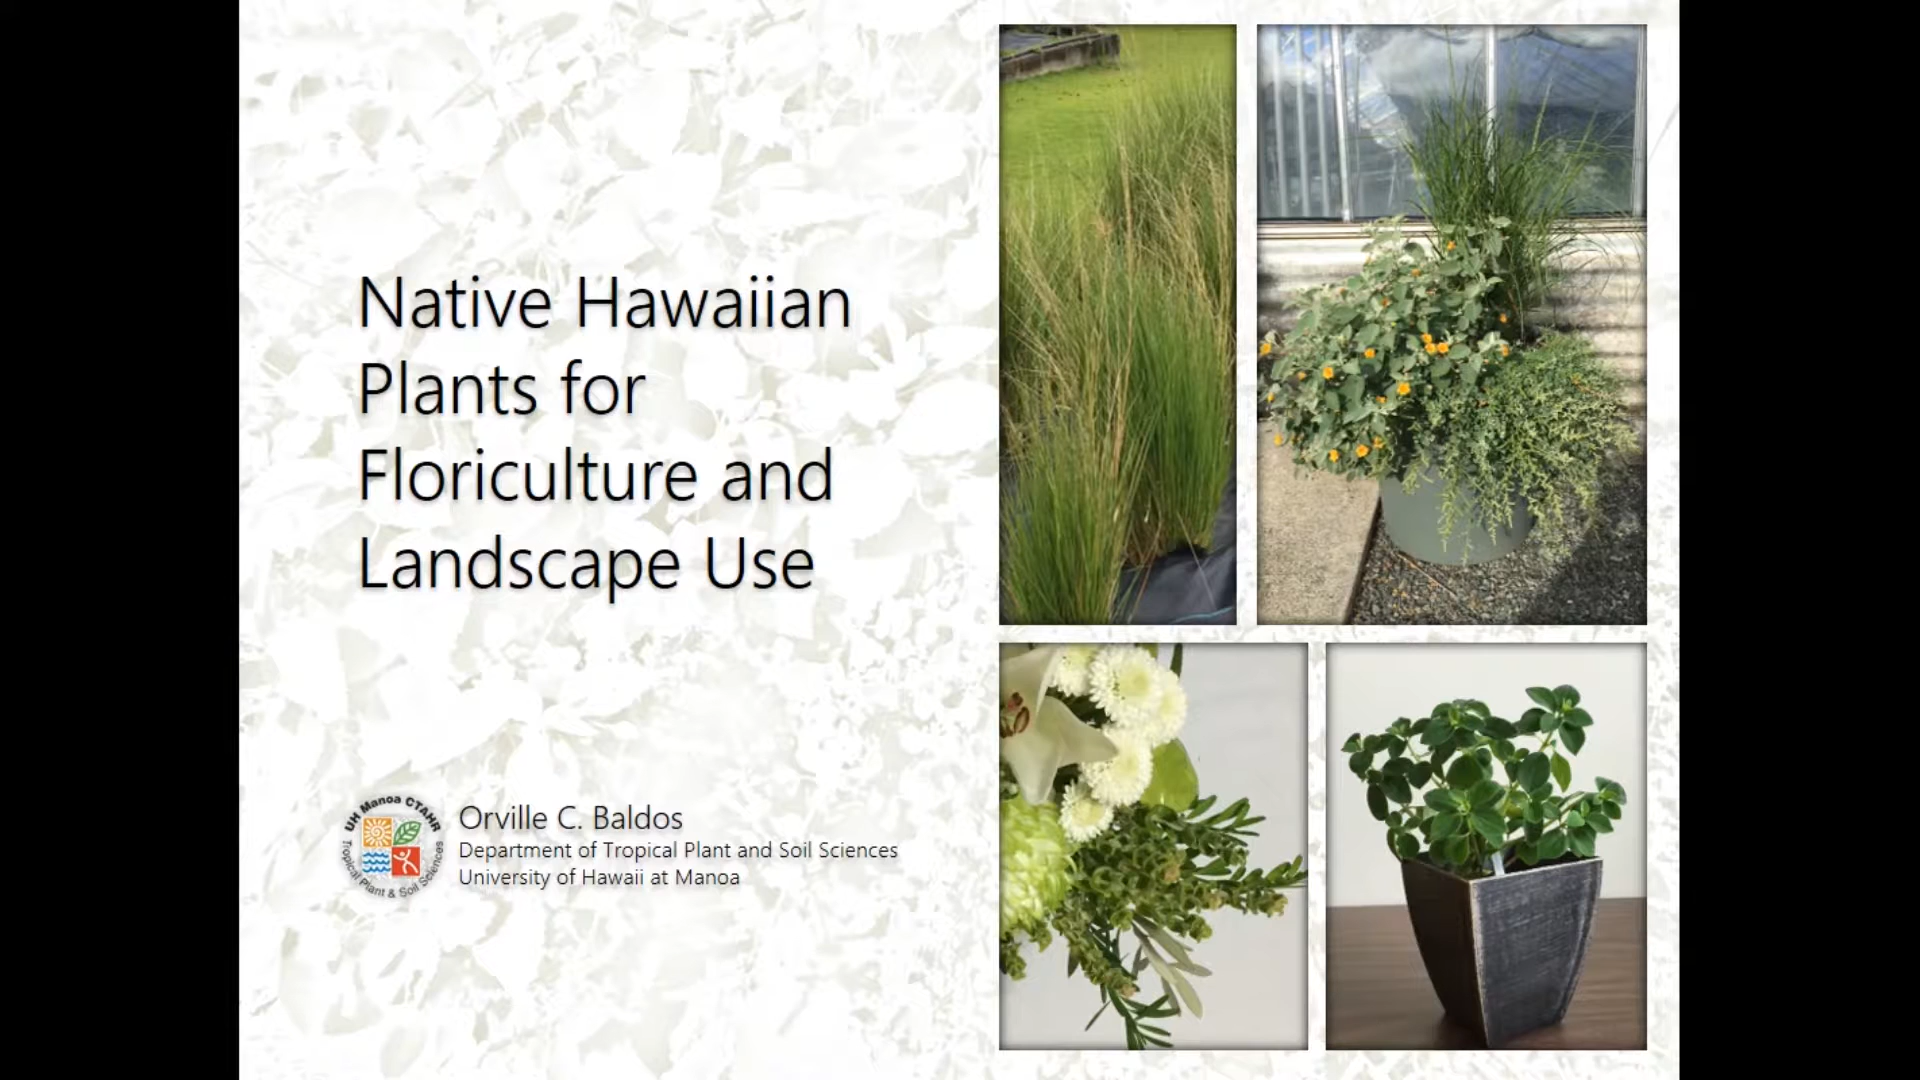 Native Hawaiian
Plants for
Floriculture and
Landscape Use
UH Manoa CTAHR
Tropical Plant & Soil Sciences
Orville C. Baldos
Department of Tropical Plant and Soil Sciences
University of Hawaii at Manoa